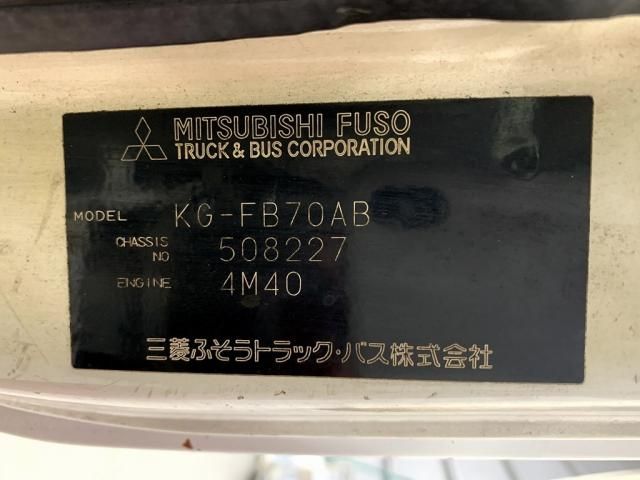 MITSUBISHI FUSO
TRUCK & BUS CORPORATION
MODEL KG-FB70AB
CHASSIS NO 508227
ENGINE 4M40
三菱ふそうトラック・バス株式会社